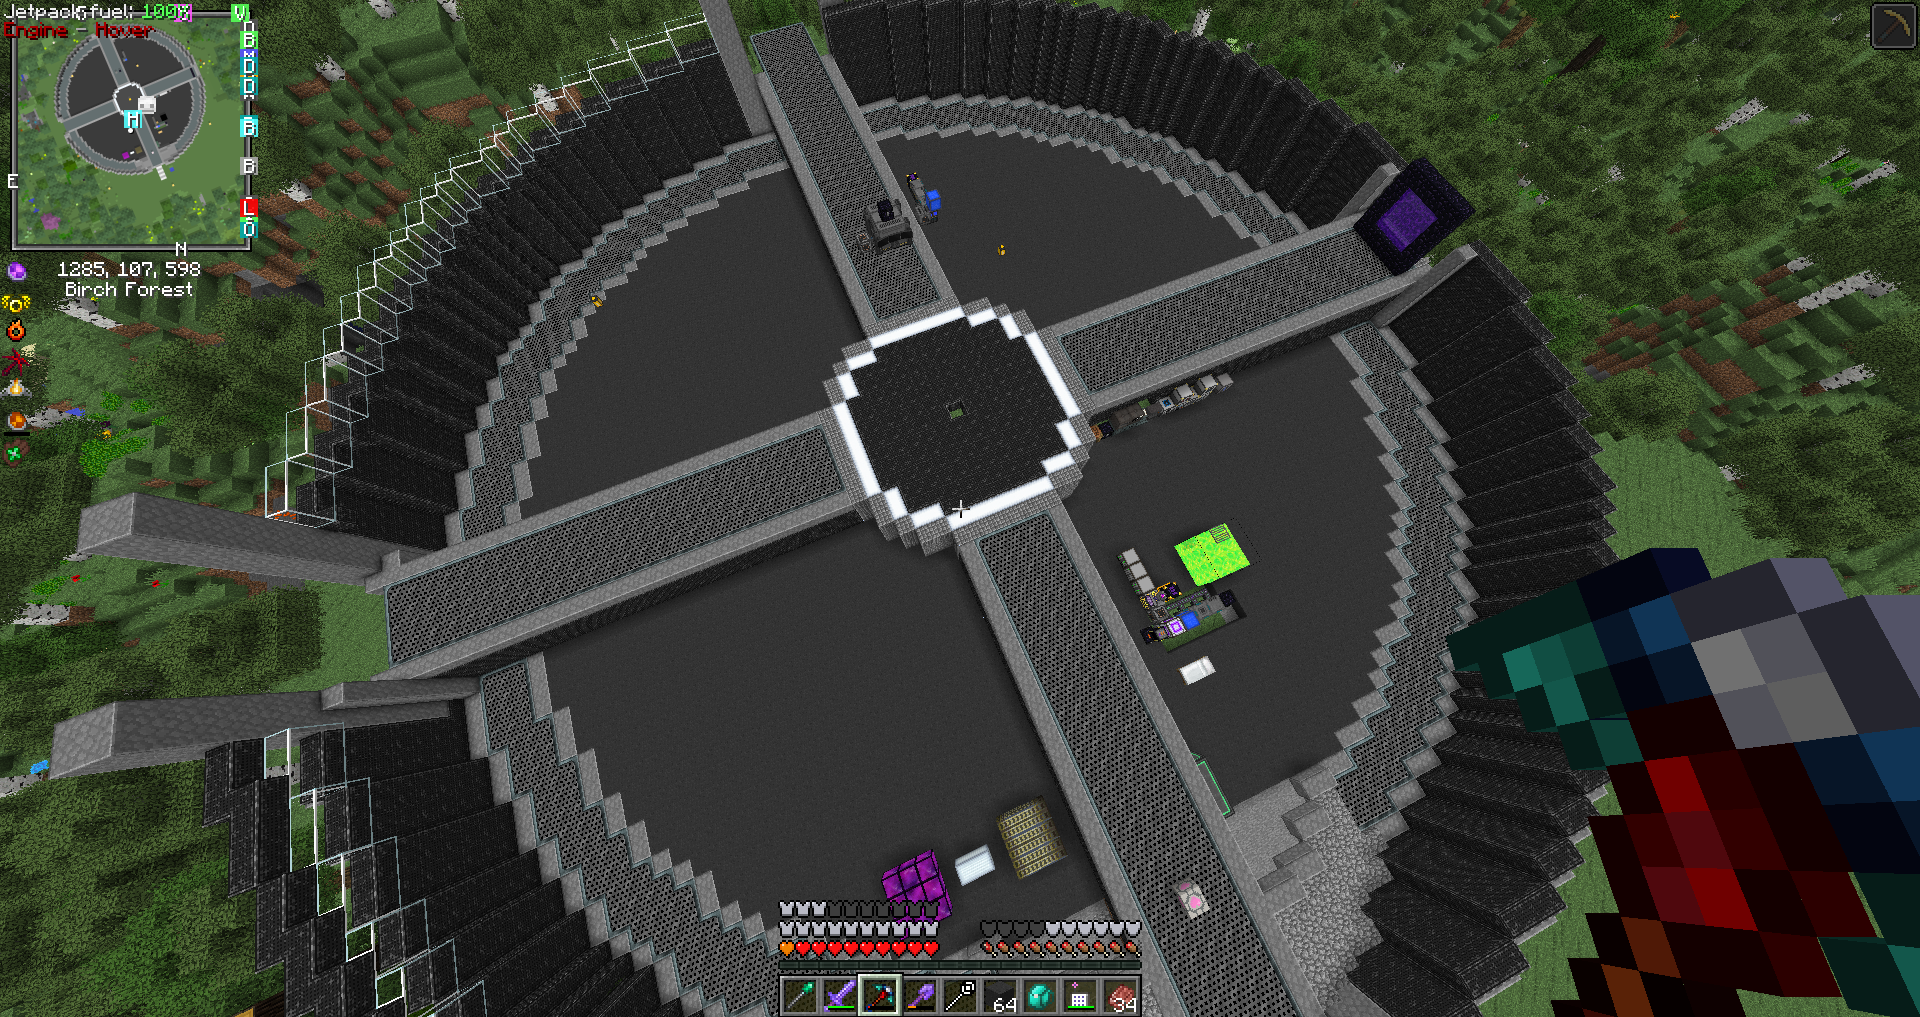 Jetpack fuel: 100%
Engine - Hover
W
B
D
D
B
B
E
L
O
N
H
1285, 107, 598
Birch Forest
64
34